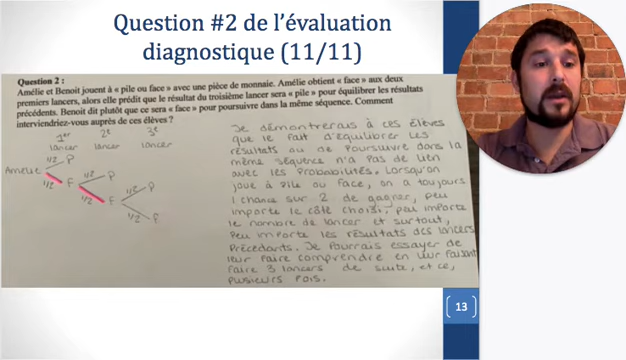 Question #2 de l'évaluation
diagnostique (11/11)
Question 2 :
Amélie et Benoit jouent à « pile ou face » avec une pièce de monnaie. Amélie obtient « face » aux deux
premiers lancers, alors elle prédit que le résultat du troisième lancer sera « pile » pour équilibrer les résultats
précédents. Benoit dit plutôt que ce sera « face » pour poursuivre dans la même séquence. Comment
interviendriez-vous auprès de ces élèves ?
1er 2e 3e
lancer lancer lancer
Amélie
1/2 P
1/2 F
1/2 P
1/2 F
1/2 P
1/2 F
Je démontrerais à ces élèves
que le fait d'équilibrer les
résultats ou de poursuivre dans la
même séquence n'a pas de lien
avec les probabilités. Lorsqu'on
joue à pile ou face, on a toujours
1 chance sur 2 de gagner, peu
importe le côté choisi, peu importe
le nombre de lancer et surtout,
peu importe les résultats des lancers
précédants. Je pourrais essayer de
leur faire comprendre en leur faisant
faire 3 lancers de suite, et ce,
plusieurs fois.
13